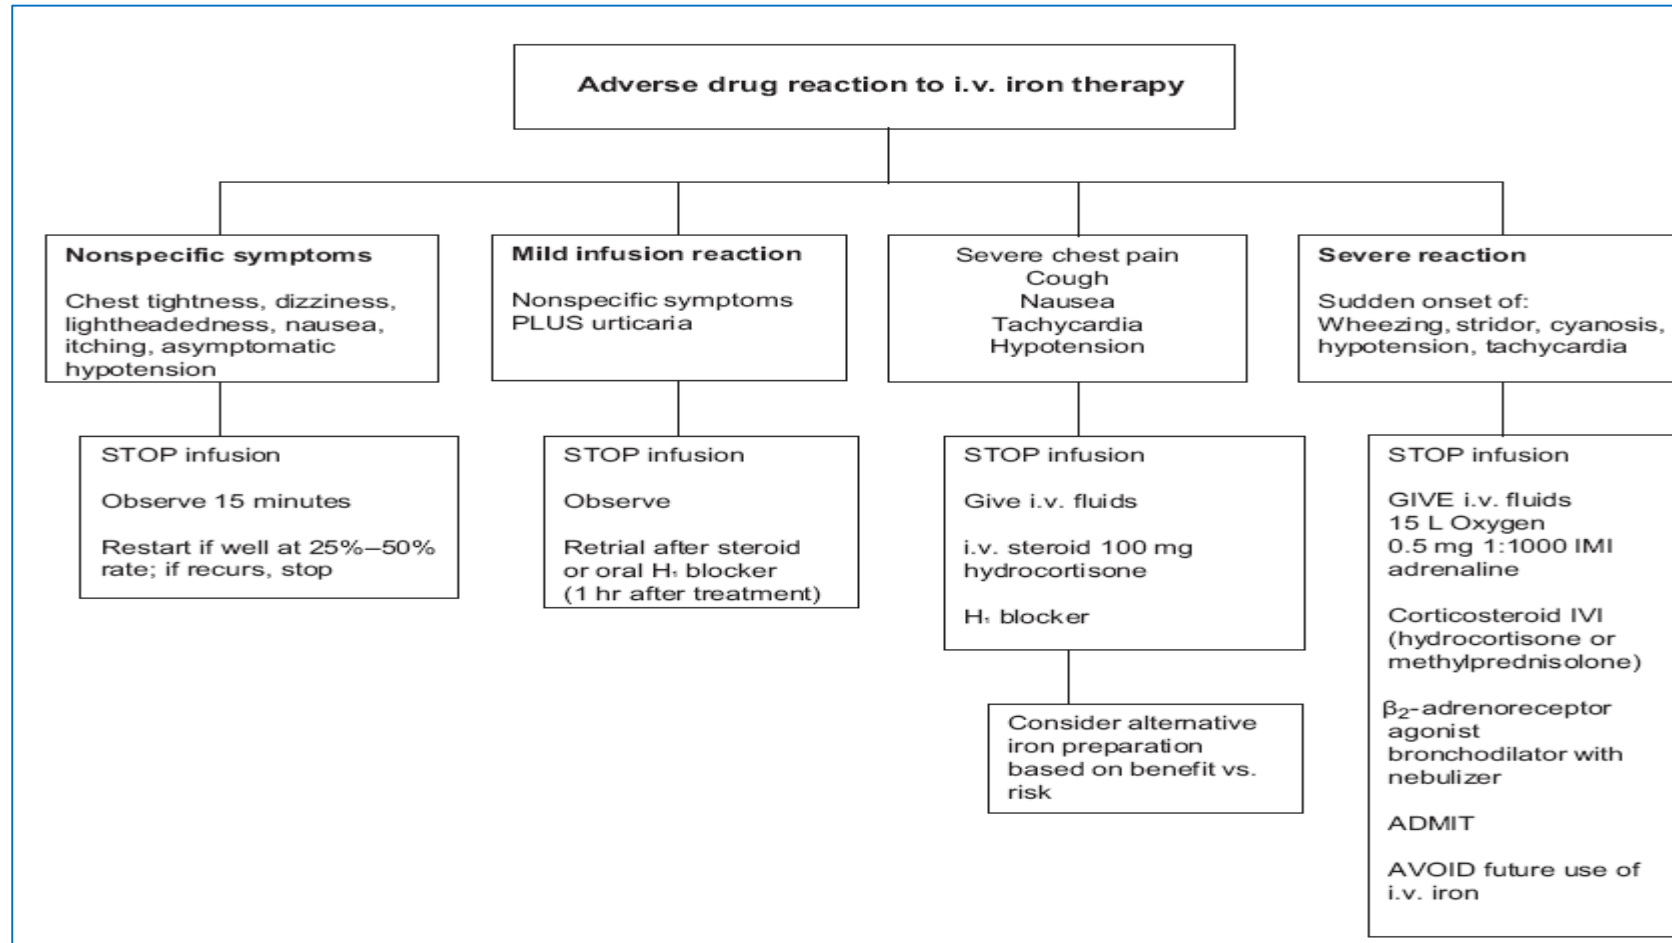 Adverse drug reaction to i.v. iron therapy
Nonspecific symptoms
Chest tightness, dizziness,
lightheadedness, nausea,
itching, asymptomatic
hypotension
STOP infusion
Observe 15 minutes
Restart if well at 25%–50%
rate; if recurs, stop
Mild infusion reaction
Nonspecific symptoms
PLUS urticaria
STOP infusion
Observe
Retrial after steroid
or oral H₁ blocker
(1 hr after treatment)
Severe chest pain
Cough
Nausea
Tachycardia
Hypotension
STOP infusion
Give i.v. fluids
i.v. steroid 100 mg
hydrocortisone
H₁ blocker
Consider alternative
iron preparation
based on benefit vs.
risk
Severe reaction
Sudden onset of:
Wheezing, stridor, cyanosis,
hypotension, tachycardia
STOP infusion
GIVE i.v. fluids
15 L Oxygen
0.5 mg 1:1000 IMI
adrenaline
Corticosteroid IVI
(hydrocortisone or
methylprednisolone)
β₂-adrenoreceptor
agonist
bronchodilator with
nebulizer
ADMIT
AVOID future use of
i.v. iron